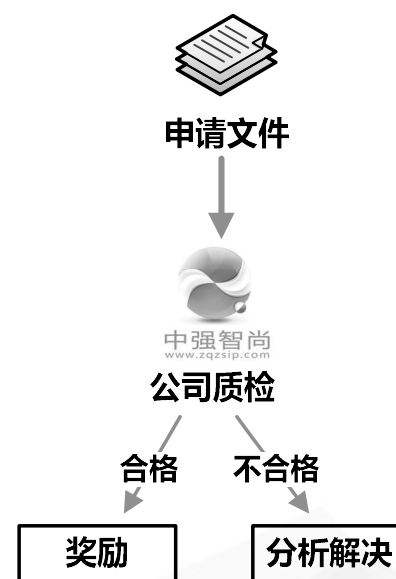 申请文件
中强智尚
www.zqzsip.com
公司质检
合格
不合格
奖励
分析解决